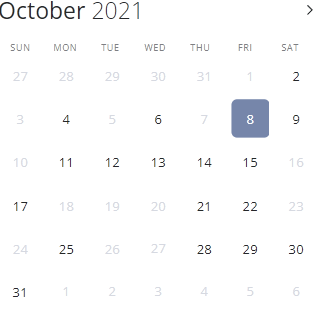 October 2021
SUN MON TUE WED THU FRI SAT
27 28 29 30 31 1 2
3 4 5 6 7 8 9
10 11 12 13 14 15 16
17 18 19 20 21 22 23
24 25 26 27 28 29 30
31 1 2 3 4 5 6